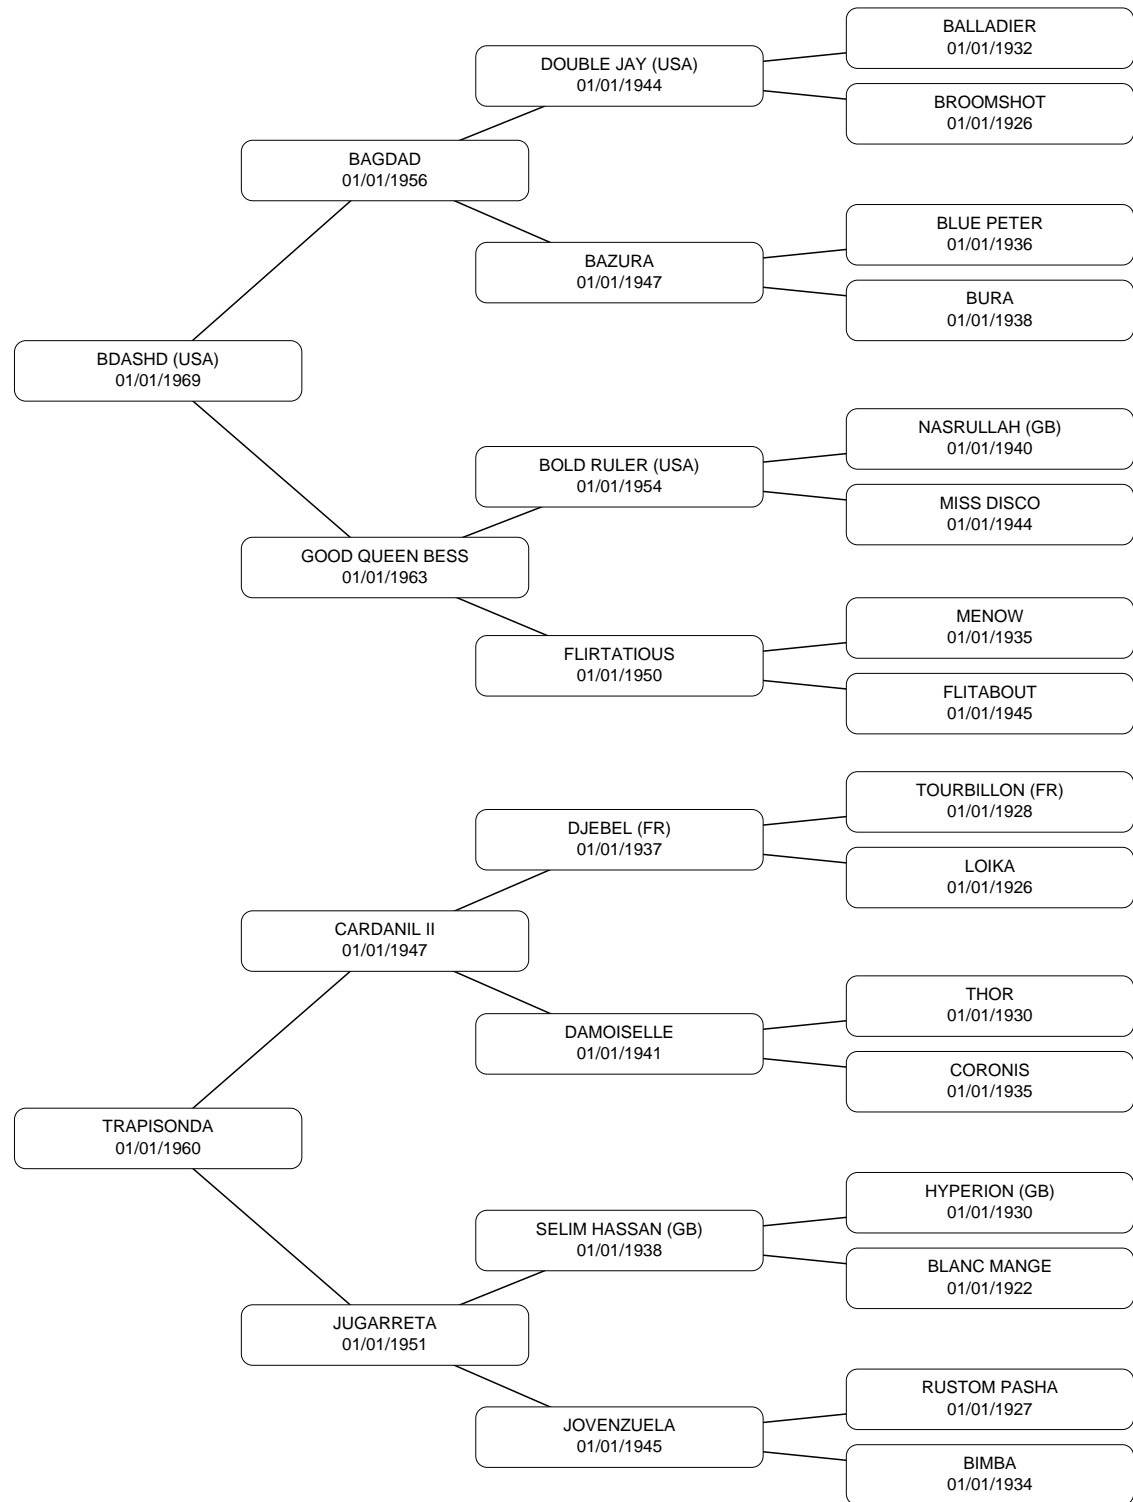 BALLADIER
01/01/1932
DOUBLE JAY (USA)
01/01/1944
BROOMSHOT
01/01/1926
BAGDAD
01/01/1956
BLUE PETER
01/01/1936
BAZURA
01/01/1947
BURA
01/01/1938
BDASHD (USA)
01/01/1969
NASRULLAH (GB)
01/01/1940
BOLD RULER (USA)
01/01/1954
MISS DISCO
01/01/1944
GOOD QUEEN BESS
01/01/1963
MENOW
01/01/1935
FLIRTATIOUS
01/01/1950
FLITABOUT
01/01/1945
TOURBILLON (FR)
01/01/1928
DJEBEL (FR)
01/01/1937
LOIKA
01/01/1926
CARDANIL II
01/01/1947
THOR
01/01/1930
DAMOISELLE
01/01/1941
CORONIS
01/01/1935
TRAPISONDA
01/01/1960
HYPERION (GB)
01/01/1930
SELIM HASSAN (GB)
01/01/1938
BLANC MANGE
01/01/1922
JUGARRETA
01/01/1951
RUSTOM PASHA
01/01/1927
JOVENZUELA
01/01/1945
BIMBA
01/01/1934